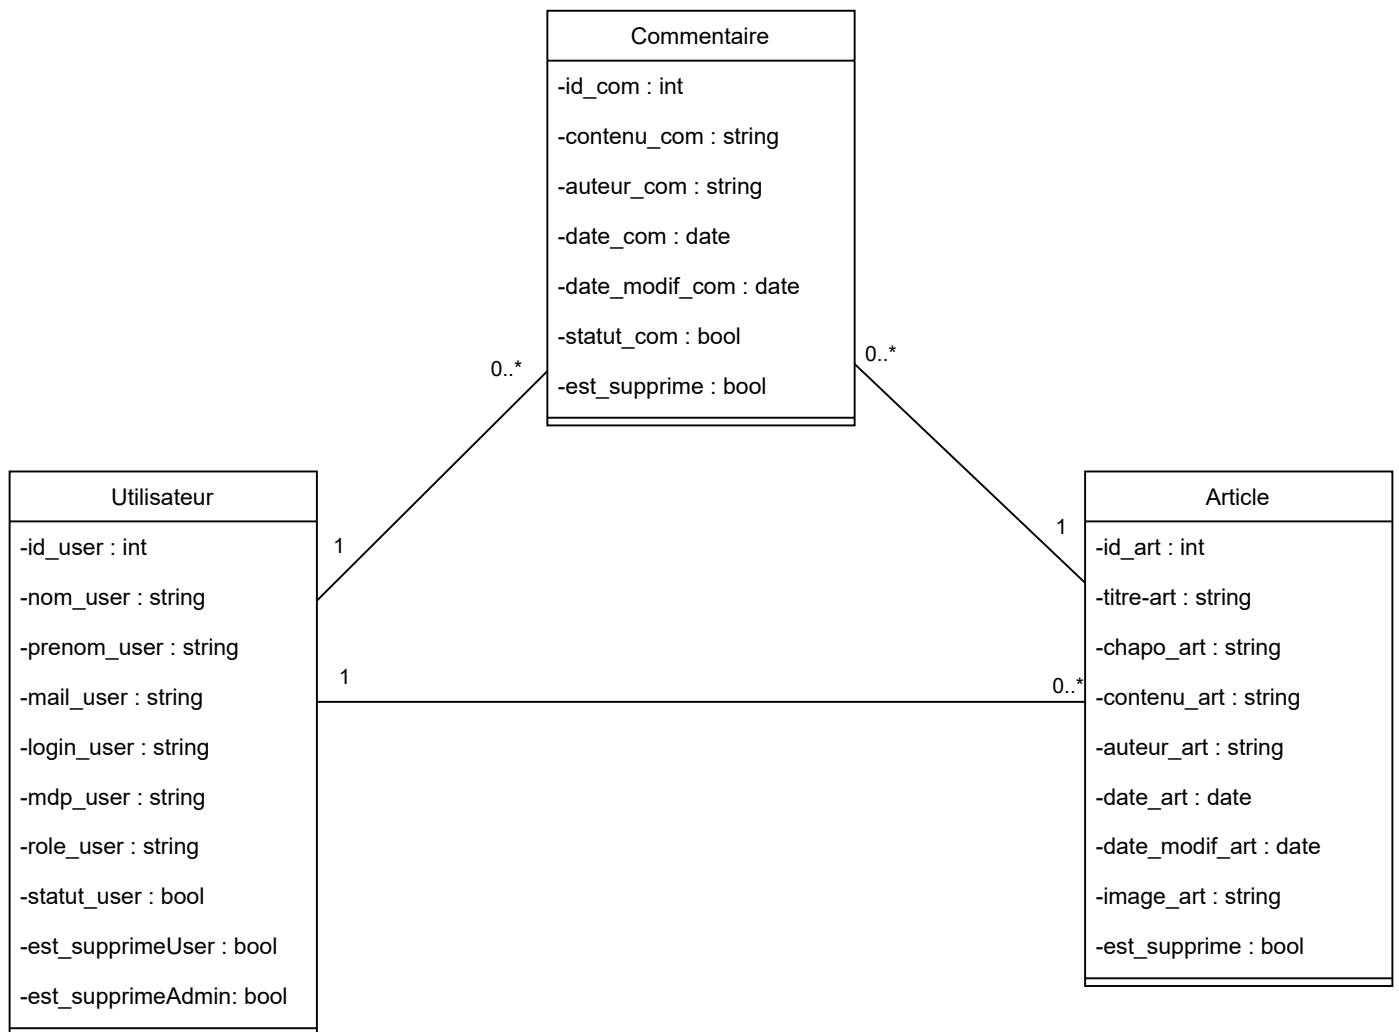 Commentaire
-id_com : int
-contenu_com : string
-auteur_com : string
-date_com : date
-date_modif_com : date
-statut_com : bool
-est_supprime : bool
0..*
0..*
1
1
1
0..*
Utilisateur
-id_user : int
-nom_user : string
-prenom_user : string
-mail_user : string
-login_user : string
-mdp_user : string
-role_user : string
-statut_user : bool
-est_supprimeUser : bool
-est_supprimeAdmin: bool
Article
-id_art : int
-titre-art : string
-chapo_art : string
-contenu_art : string
-auteur_art : string
-date_art : date
-date_modif_art : date
-image_art : string
-est_supprime : bool